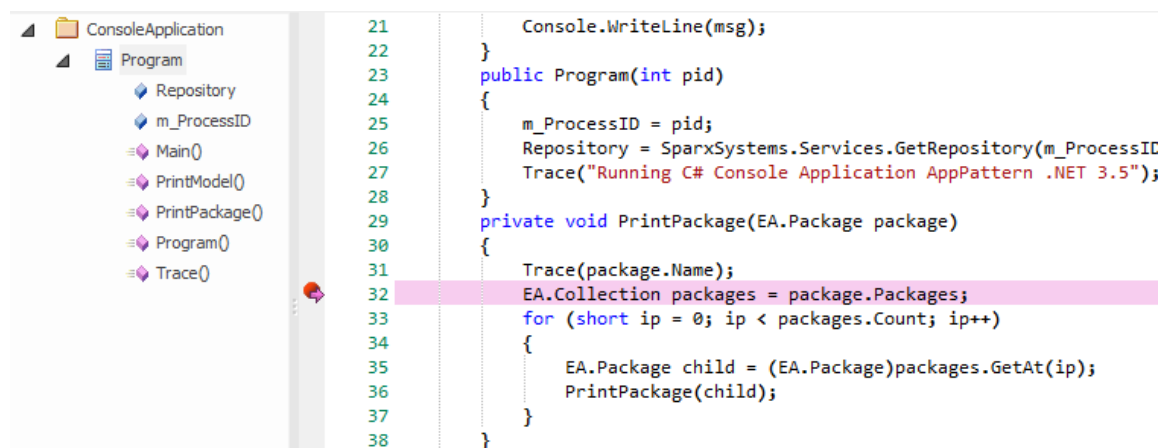 ConsoleApplication
Program
Repository
m_ProcessID
Main()
PrintModel()
PrintPackage()
Program()
Trace()
21 Console.WriteLine(msg);
22 }
23 public Program(int pid)
24 {
25 m_ProcessID = pid;
26 Repository = SparxSystems.Services.GetRepository(m_ProcessID
27 Trace("Running C# Console Application AppPattern .NET 3.5");
28 }
29 private void PrintPackage(EA.Package package)
30 {
31 Trace(package.Name);
32 EA.Collection packages = package.Packages;
33 for (short ip = 0; ip < packages.Count; ip++)
34 {
35 EA.Package child = (EA.Package)packages.GetAt(ip);
36 PrintPackage(child);
37 }
38 }